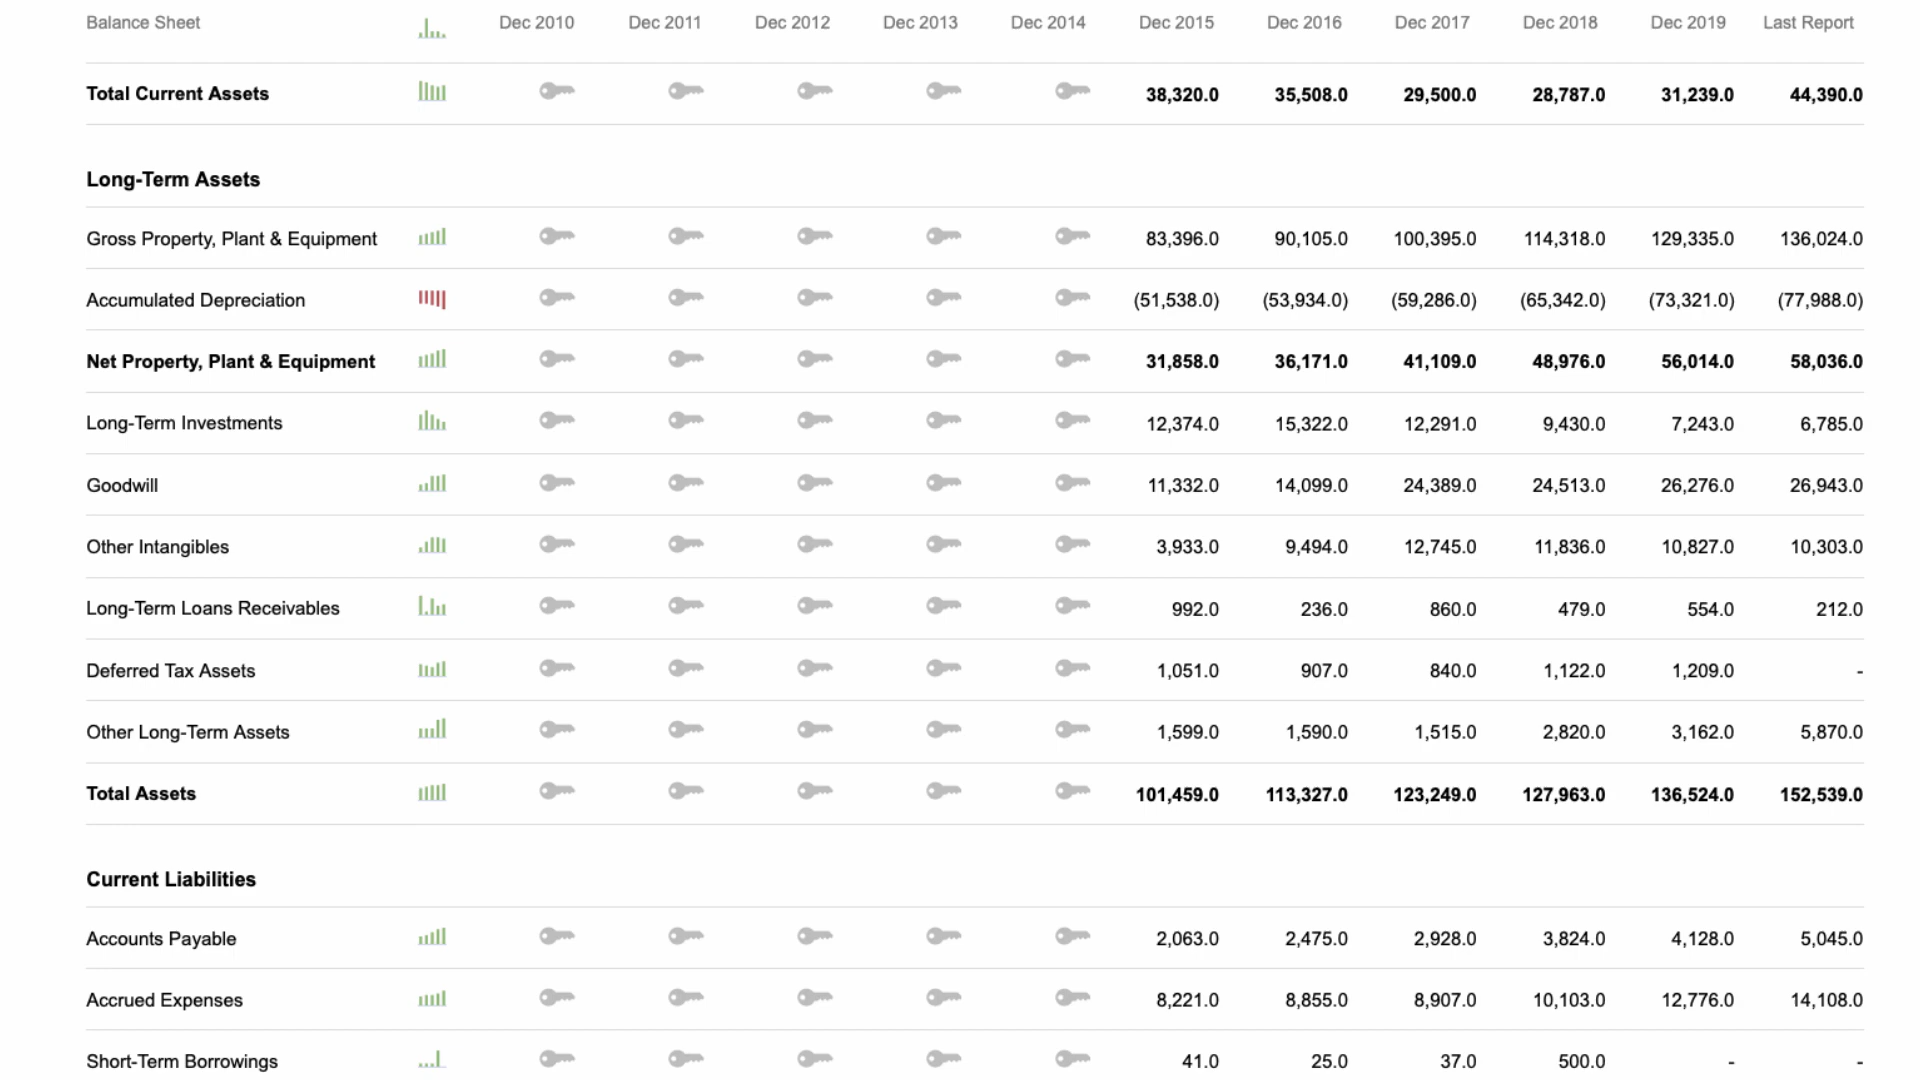 Balance Sheet Dec 2010 Dec 2011 Dec 2012 Dec 2013 Dec 2014 Dec 2015 Dec 2016 Dec 2017 Dec 2018 Dec 2019 Last Report
Total Current Assets 38,320.0 35,508.0 29,500.0 28,787.0 31,239.0 44,390.0
Long-Term Assets
Gross Property, Plant & Equipment 83,396.0 90,105.0 100,395.0 114,318.0 129,335.0 136,024.0
Accumulated Depreciation (51,538.0) (53,934.0) (59,286.0) (65,342.0) (73,321.0) (77,988.0)
Net Property, Plant & Equipment 31,858.0 36,171.0 41,109.0 48,976.0 56,014.0 58,036.0
Long-Term Investments 12,374.0 15,322.0 12,291.0 9,430.0 7,243.0 6,785.0
Goodwill 11,332.0 14,099.0 24,389.0 24,513.0 26,276.0 26,943.0
Other Intangibles 3,933.0 9,494.0 12,745.0 11,836.0 10,827.0 10,303.0
Long-Term Loans Receivables 992.0 236.0 860.0 479.0 554.0 212.0
Deferred Tax Assets 1,051.0 907.0 840.0 1,122.0 1,209.0 -
Other Long-Term Assets 1,599.0 1,590.0 1,515.0 2,820.0 3,162.0 5,870.0
Total Assets 101,459.0 113,327.0 123,249.0 127,963.0 136,524.0 152,539.0
Current Liabilities
Accounts Payable 2,063.0 2,475.0 2,928.0 3,824.0 4,128.0 5,045.0
Accrued Expenses 8,221.0 8,855.0 8,907.0 10,103.0 12,776.0 14,108.0
Short-Term Borrowings 41.0 25.0 37.0 500.0 - -